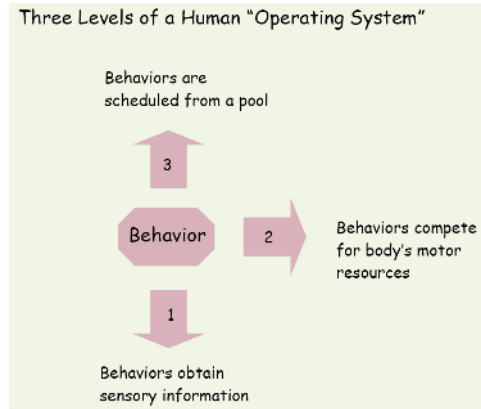 Three Levels of a Human “Operating System”
Behaviors are
scheduled from a pool
3
Behavior
2
Behaviors compete
for body's motor
resources
1
Behaviors obtain
sensory information